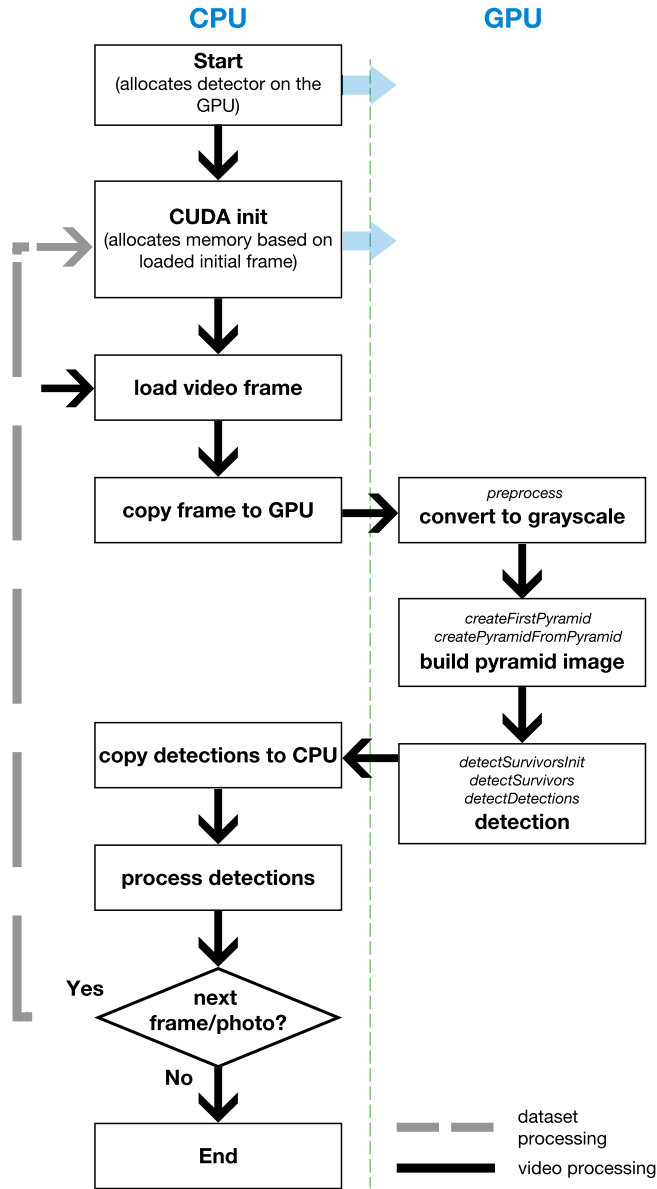 CPU
GPU
Start
(allocates detector on the
GPU)
CUDA init
(allocates memory based on
loaded initial frame)
load video frame
copy frame to GPU
preprocess
convert to grayscale
createFirstPyramid
createPyramidFromPyramid
build pyramid image
copy detections to CPU
detectSurvivorsInit
detectSurvivors
detectDetections
detection
process detections
Yes
next
frame/photo?
No
End
dataset
processing
video processing